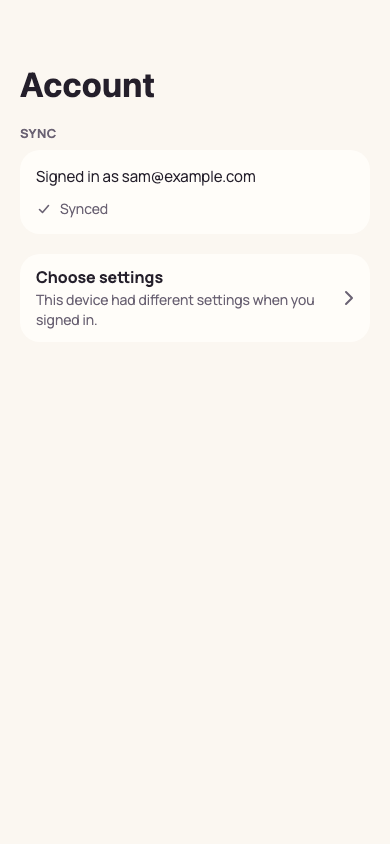 Account
SYNC
Signed in as sam@example.com
Synced
Choose settings
This device had different settings when you
signed in.